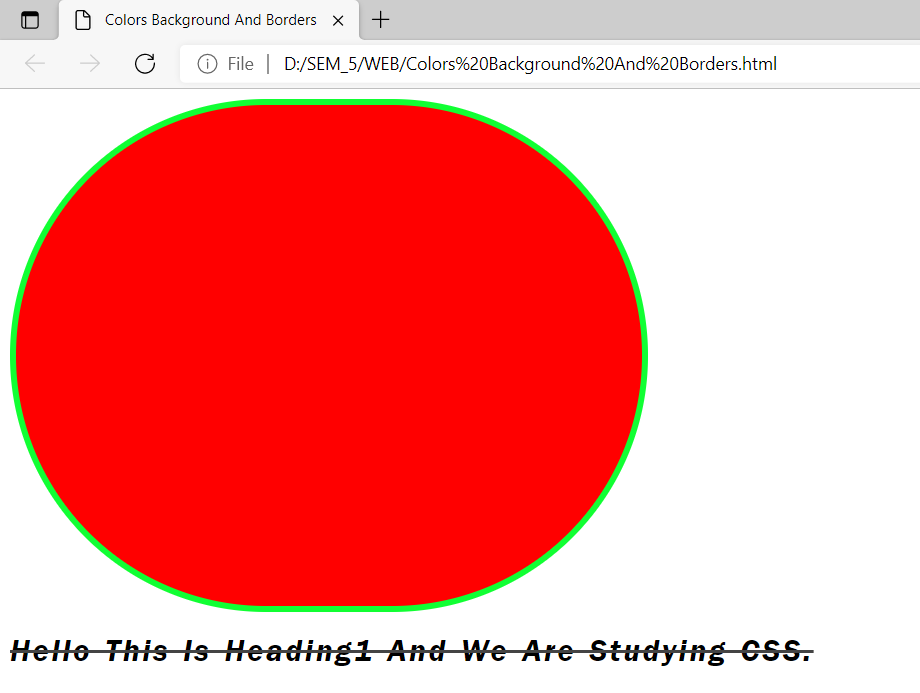 Colors Background And Borders
File | D:/SEM_5/WEB/Colors%20Background%20And%20Borders.html
Hello This Is Heading1 And We Are Studying CSS.